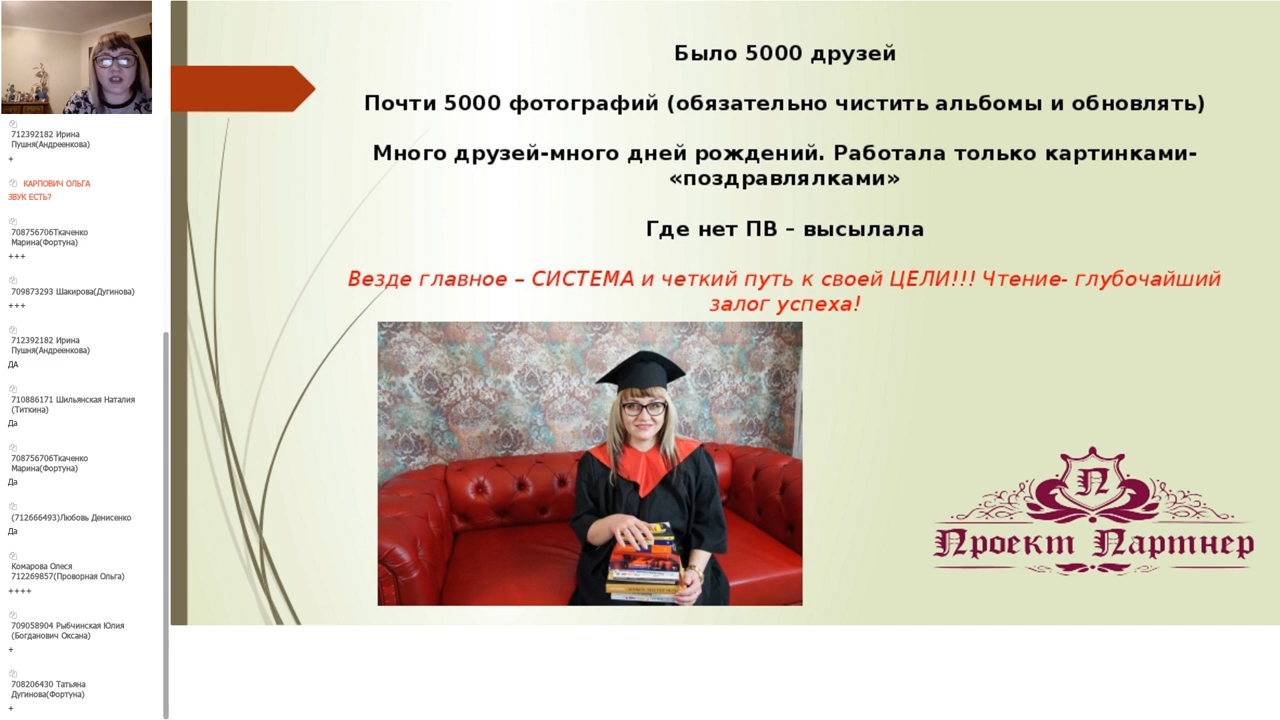 712392182 Ирина
Пушня(Андреенкова)
+
КАРПОВИЧ ОЛЬГА
ЗВУК ЕСТЬ?
708756706Ткаченко
Марина(Фортуна)
+++
709873293 Шакирова(Дугинова)
+++
712392182 Ирина
Пушня(Андреенкова)
ДА
710886171 Шильянская Наталия
(Титкина)
Да
708756706Ткаченко
Марина(Фортуна)
Да
(712666493)Любовь Денисенко
Да
Комарова Олеся
712269857(Проворная Ольга)
++++
709058904 Рыбчинская Юлия
(Богданович Оксана)
+
708206430 Татьяна
Дугинова(Фортуна)
+
Было 5000 друзей
Почти 5000 фотографий (обязательно чистить альбомы и обновлять)
Много друзей-много дней рождений. Работала только картинками-
«поздравлялками»
Где нет ПВ – высылала
Везде главное – СИСТЕМА и четкий путь к своей ЦЕЛИ!!! Чтение- глубочайший
залог успеха!
П
Проект Партнер